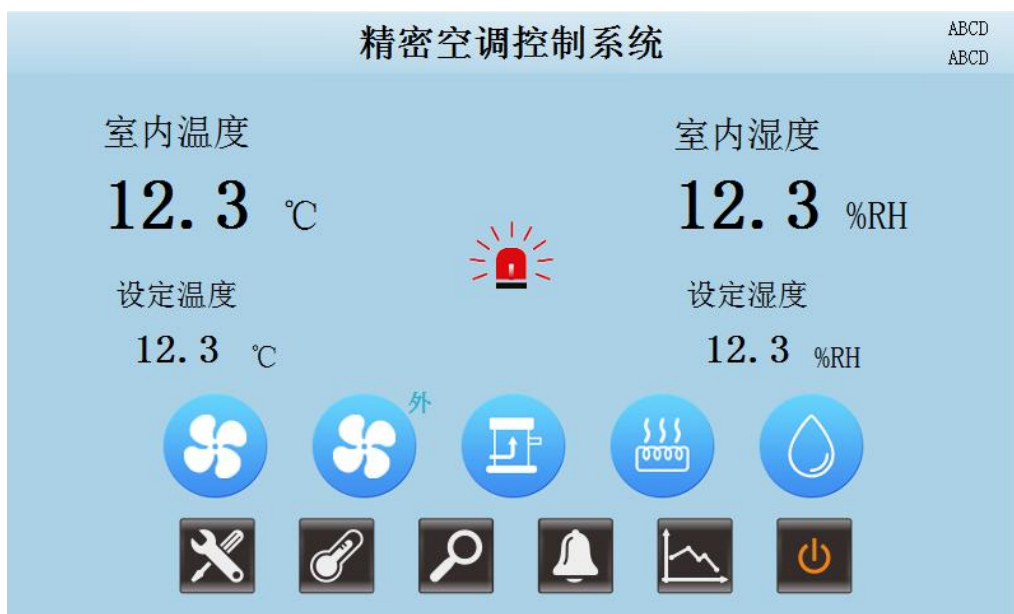 精密空调控制系统
ABCD
ABCD
室内温度
12.3 ℃
室内湿度
12.3 %RH
设定温度
12.3 ℃
设定湿度
12.3 %RH
外